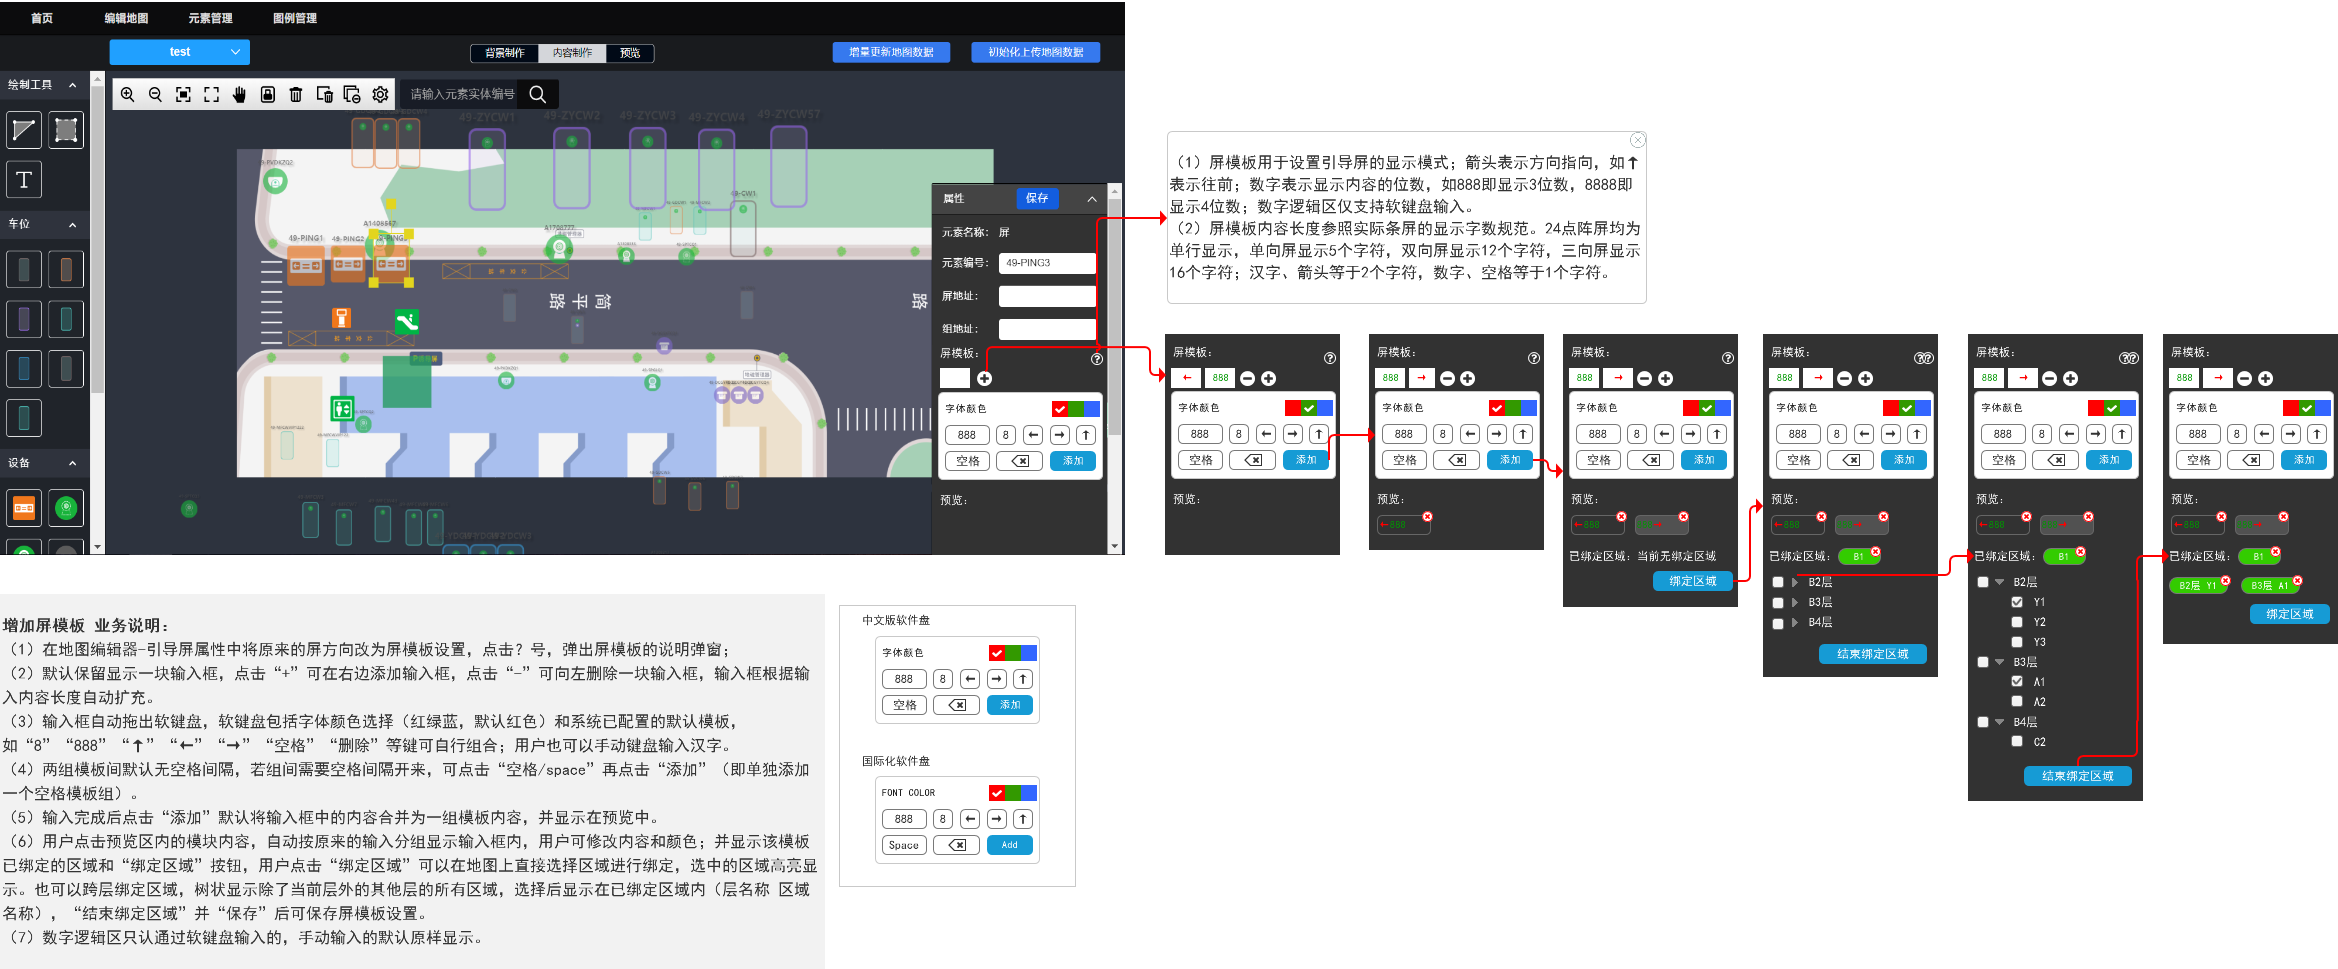 首页 编辑地图 元素管理 图例管理
test
背景制作 内容制作 预览
增量更新地图数据 初始化上传地图数据
绘制工具
请输入元素实体编号
T
车位
设备
49-ZYCW1 49-ZYCW2 49-ZYCW3 49-ZYCW4 49-ZYCW57
49-CW1
A1408557
49-PING1 49-PING2
简平路
路
属性 保存
元素名称： 屏
元素编号： 49-PING3
屏地址：
组地址：
屏模板：
字体颜色
888 8 ← → ↑
空格 添加
预览：
（1）屏模板用于设置引导屏的显示模式；箭头表示方向指向，如↑
表示往前；数字表示显示内容的位数，如888即显示3位数，8888即
显示4位数；数字逻辑区仅支持软键盘输入。
（2）屏模板内容长度参照实际条屏的显示字数规范。24点阵屏均为
单行显示，单向屏显示5个字符，双向屏显示12个字符，三向屏显示
16个字符；汉字、箭头等于2个字符，数字、空格等于1个字符。
屏模板：
← 888
字体颜色
888 8 ← → ↑
空格 添加
预览：
屏模板：
888 →
字体颜色
888 8 ← → ↑
空格 添加
预览：
←888
屏模板：
888 →
字体颜色
888 8 ← → ↑
空格 添加
预览：
←888 888→
已绑定区域：当前无绑定区域
绑定区域
屏模板：
888 →
字体颜色
888 8 ← → ↑
空格 添加
预览：
←888 888→
已绑定区域： B1
B2层
B3层
B4层
结束绑定区域
屏模板：
888 →
字体颜色
888 8 ← → ↑
空格 添加
预览：
←888 888→
已绑定区域： B1
B2层
Y1
Y2
Y3
B3层
A1
A2
B4层
C2
结束绑定区域
屏模板：
888 →
字体颜色
888 8 ← → ↑
空格 添加
预览：
←888 888→
已绑定区域： B1
B2层 Y1 B3层 A1
绑定区域
增加屏模板 业务说明：
（1）在地图编辑器-引导屏属性中将原来的屏方向改为屏模板设置，点击？号，弹出屏模板的说明弹窗；
（2）默认保留显示一块输入框，点击“+”可在右边添加输入框，点击“-”可向左删除一块输入框，输入框根据输
入内容长度自动扩充。
（3）输入框自动拖出软键盘，软键盘包括字体颜色选择（红绿蓝，默认红色）和系统已配置的默认模板，
如“8”“888”“↑”“←”“→”“空格”“删除”等键可自行组合；用户也可以手动键盘输入汉字。
（4）两组模板间默认无空格间隔，若组间需要空格间隔开来，可点击“空格/space”再点击“添加”（即单独添加
一个空格模板组）。
（5）输入完成后点击“添加”默认将输入框中的内容合并为一组模板内容，并显示在预览中。
（6）用户点击预览区内的模块内容，自动按原来的输入分组显示输入框内，用户可修改内容和颜色；并显示该模板
已绑定的区域和“绑定区域”按钮，用户点击“绑定区域”可以在地图上直接选择区域进行绑定，选中的区域高亮显
示。也可以跨层绑定区域，树状显示除了当前层外的其他层的所有区域，选择后显示在已绑定区域内（层名称 区域
名称），“结束绑定区域”并“保存”后可保存屏模板设置。
（7）数字逻辑区只认通过软键盘输入的，手动输入的默认原样显示。
中文版软件盘
字体颜色
888 8 ← → ↑
空格 添加
国际化软件盘
FONT COLOR
888 8 ← → ↑
Space Add